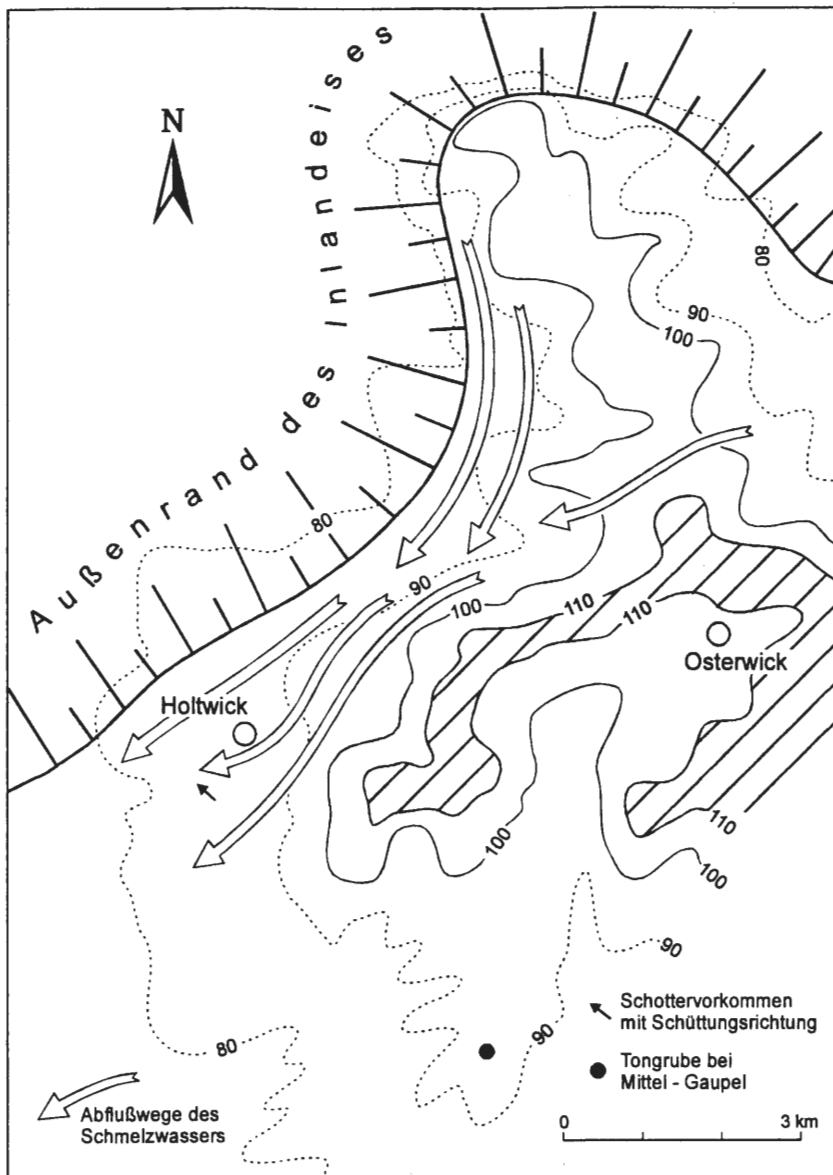 N
Außenrand des Inlandeises
80
90
100
80
90
100
110
110
Osterwick
Holtwick
100
110
100
90
90
80
Schottervorkommen
mit Schüttungsrichtung
Tongrube bei
Mittel - Gaupel
Abflußwege des
Schmelzwassers
0 3 km